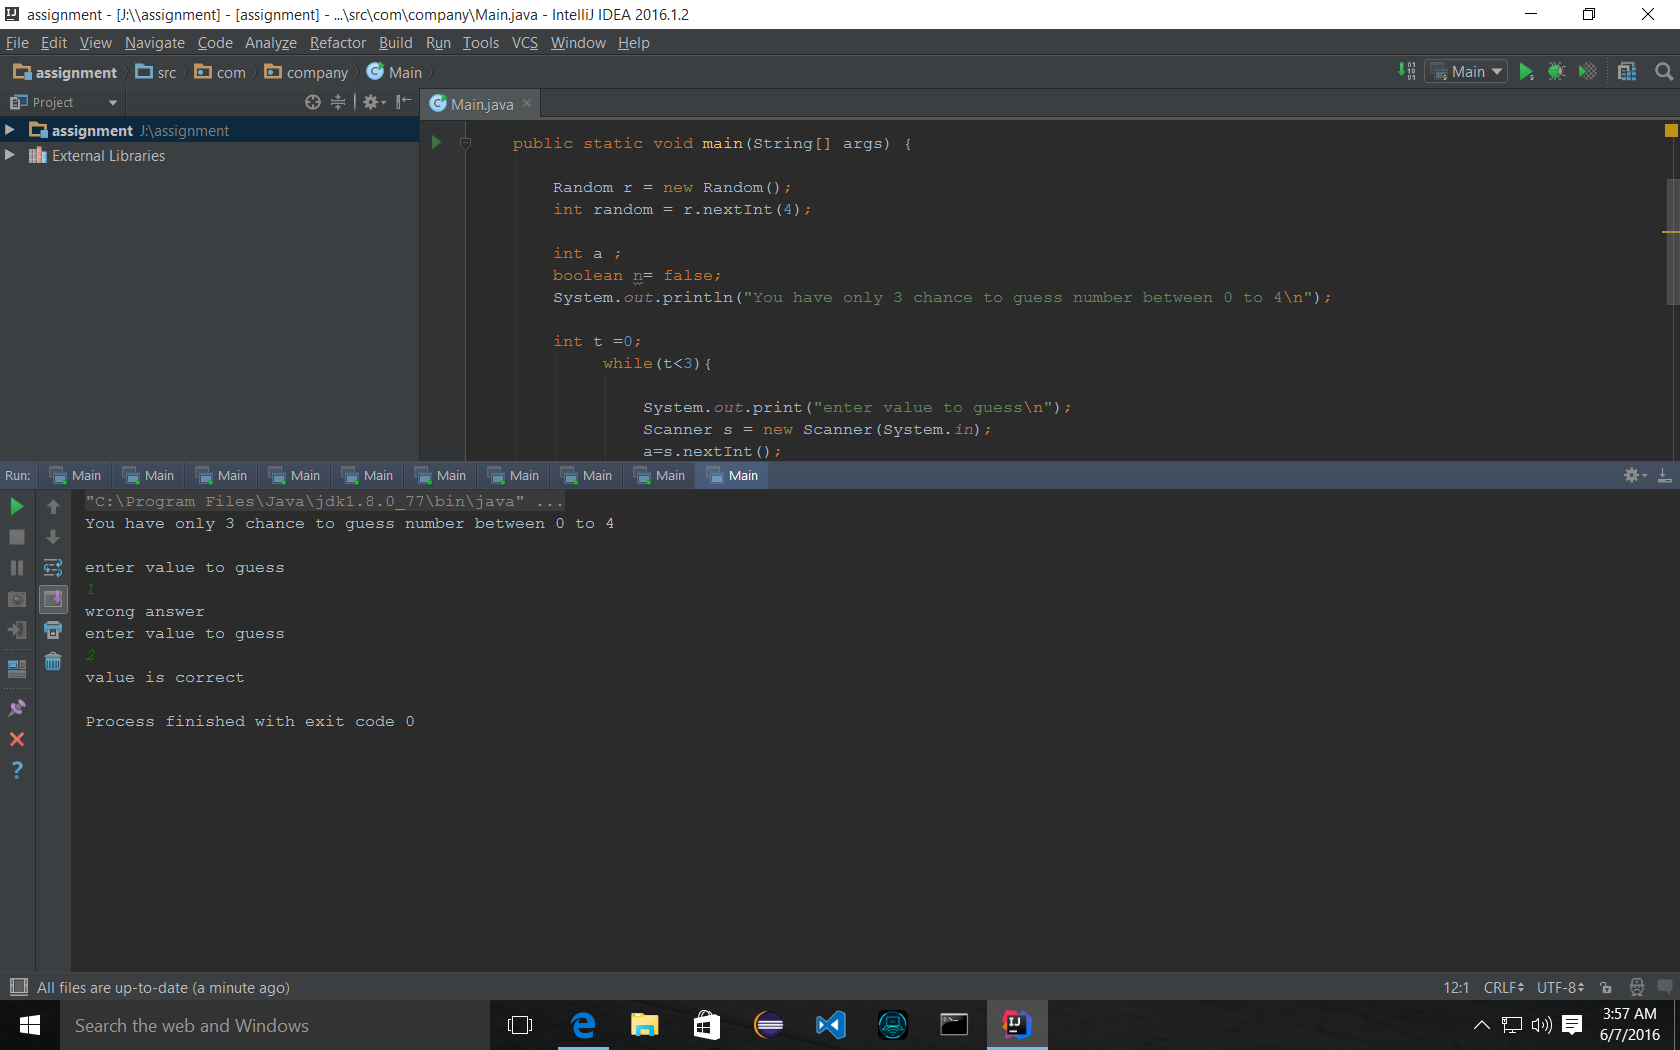 assignment - [J:\\assignment] - [assignment] - ...\src\com\company\Main.java - IntelliJ IDEA 2016.1.2
File Edit View Navigate Code Analyze Refactor Build Run Tools VCS Window Help
assignment src com company Main
Main
Project
Main.java
assignment J:\assignment
External Libraries
public static void main(String[] args) {
Random r = new Random();
int random = r.nextInt(4);
int a ;
boolean n= false;
System.out.println("You have only 3 chance to guess number between 0 to 4\n");
int t =0;
while(t<3){
System.out.print("enter value to guess\n");
Scanner s = new Scanner(System.in);
a=s.nextInt();
Run: Main Main Main Main Main Main Main Main Main Main
"C:\Program Files\Java\jdk1.8.0_77\bin\java" ...
You have only 3 chance to guess number between 0 to 4
enter value to guess
1
wrong answer
enter value to guess
2
value is correct
Process finished with exit code 0
All files are up-to-date (a minute ago)
12:1 CRLF UTF-8
Search the web and Windows
3:57 AM
6/7/2016